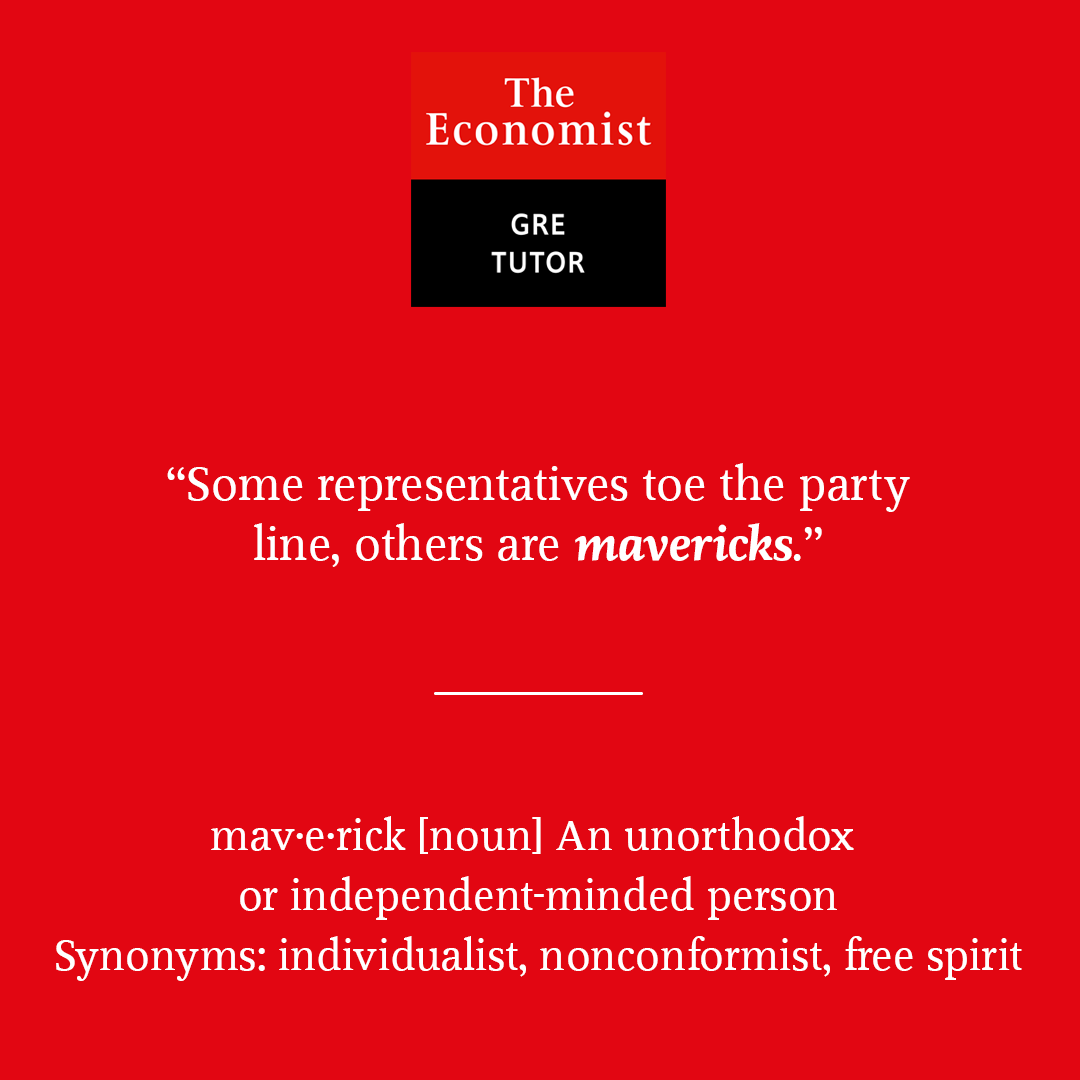 The
Economist
GRE
TUTOR
“Some representatives toe the party
line, others are mavericks.”
mav·e·rick [noun] An unorthodox
or independent-minded person
Synonyms: individualist, nonconformist, free spirit